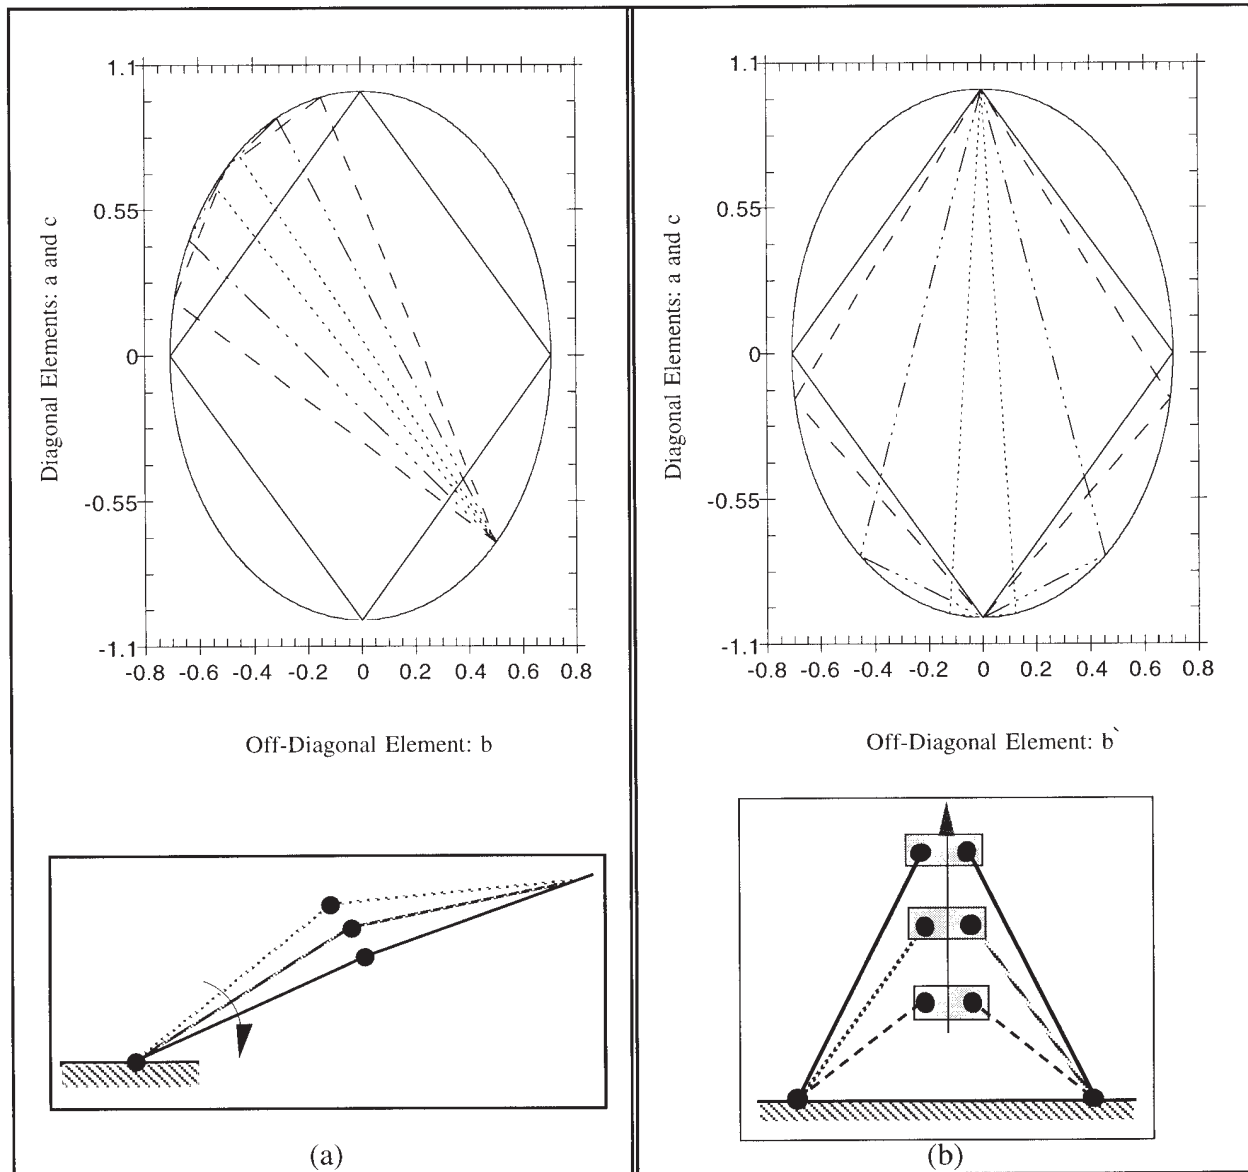 1.1
0.55
0
-0.55
-1.1
Diagonal Elements: a and c
-0.8 -0.6 -0.4 -0.2 0 0.2 0.4 0.6 0.8
Off-Diagonal Element: b
(a)
1.1
0.55
0
-0.55
-1.1
Diagonal Elements: a and c
-0.8 -0.6 -0.4 -0.2 0 0.2 0.4 0.6 0.8
Off-Diagonal Element: b`
(b)